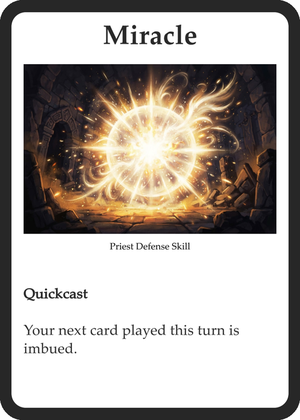 Miracle
Priest Defense Skill
Quickcast
Your next card played this turn is
imbued.